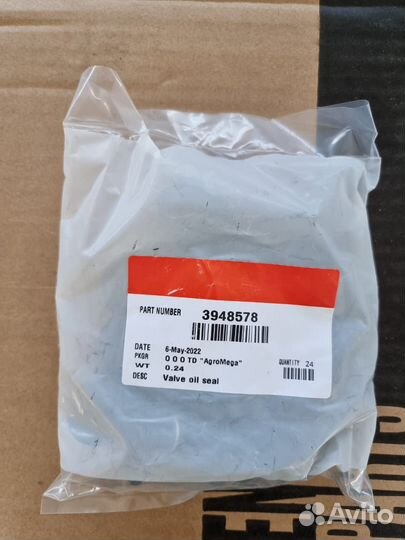 PART NUMBER 3948578
DATE 6-May-2022
PKGR O O O TD "AgroMega" QUANTITY 24
WT 0.24
DESC Valve oil seal
Avito